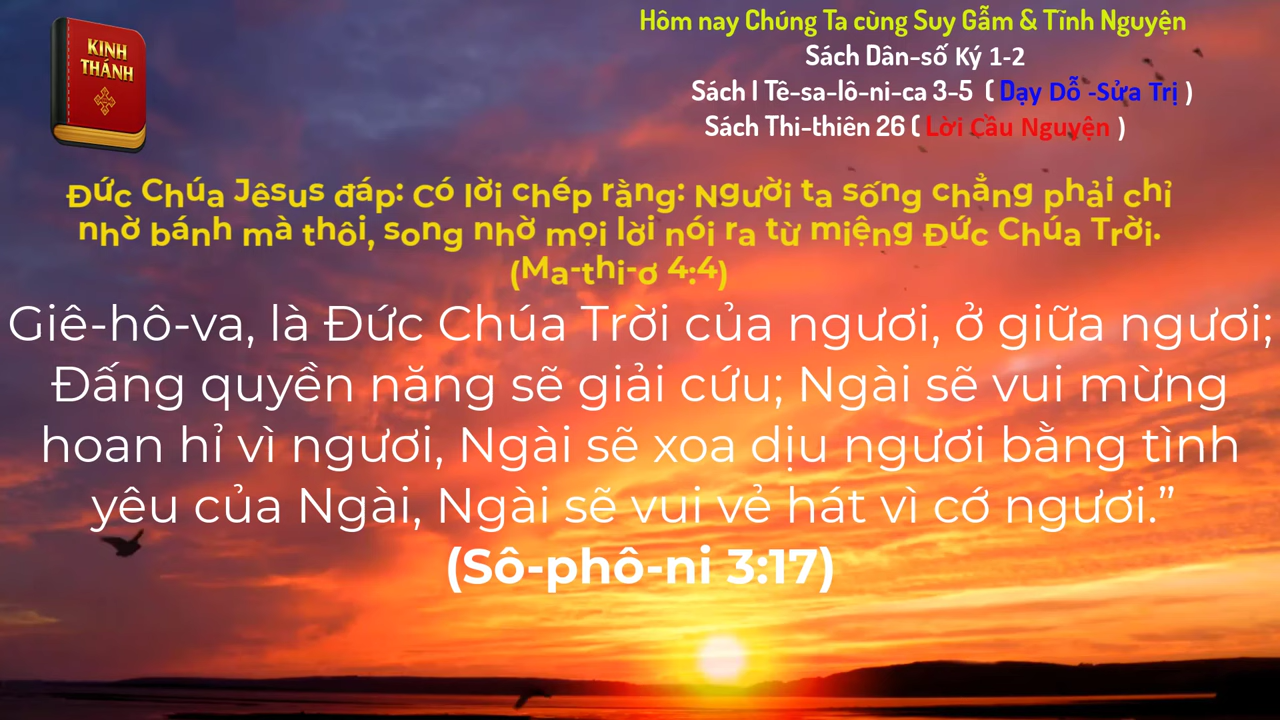 KINH
THÁNH
Hôm nay Chúng Ta cùng Suy Gẫm & Tĩnh Nguyện
Sách Dân-số Ký 1-2
Sách I Tê-sa-lô-ni-ca 3-5 ( Dạy Dỗ -Sửa Trị )
Sách Thi-thiên 26 ( Lời Cầu Nguyện )
Đức Chúa Jêsus đáp: Có lời chép rằng: Người ta sống chẳng phải chỉ
nhờ bánh mà thôi, song nhờ mọi lời nói ra từ miệng Đức Chúa Trời.
(Ma-thi-ơ 4:4)
Giê-hô-va, là Đức Chúa Trời của ngươi, ở giữa ngươi;
Đấng quyền năng sẽ giải cứu; Ngài sẽ vui mừng
hoan hỉ vì ngươi, Ngài sẽ xoa dịu ngươi bằng tình
yêu của Ngài, Ngài sẽ vui vẻ hát vì cớ ngươi.”
(Sô-phô-ni 3:17)